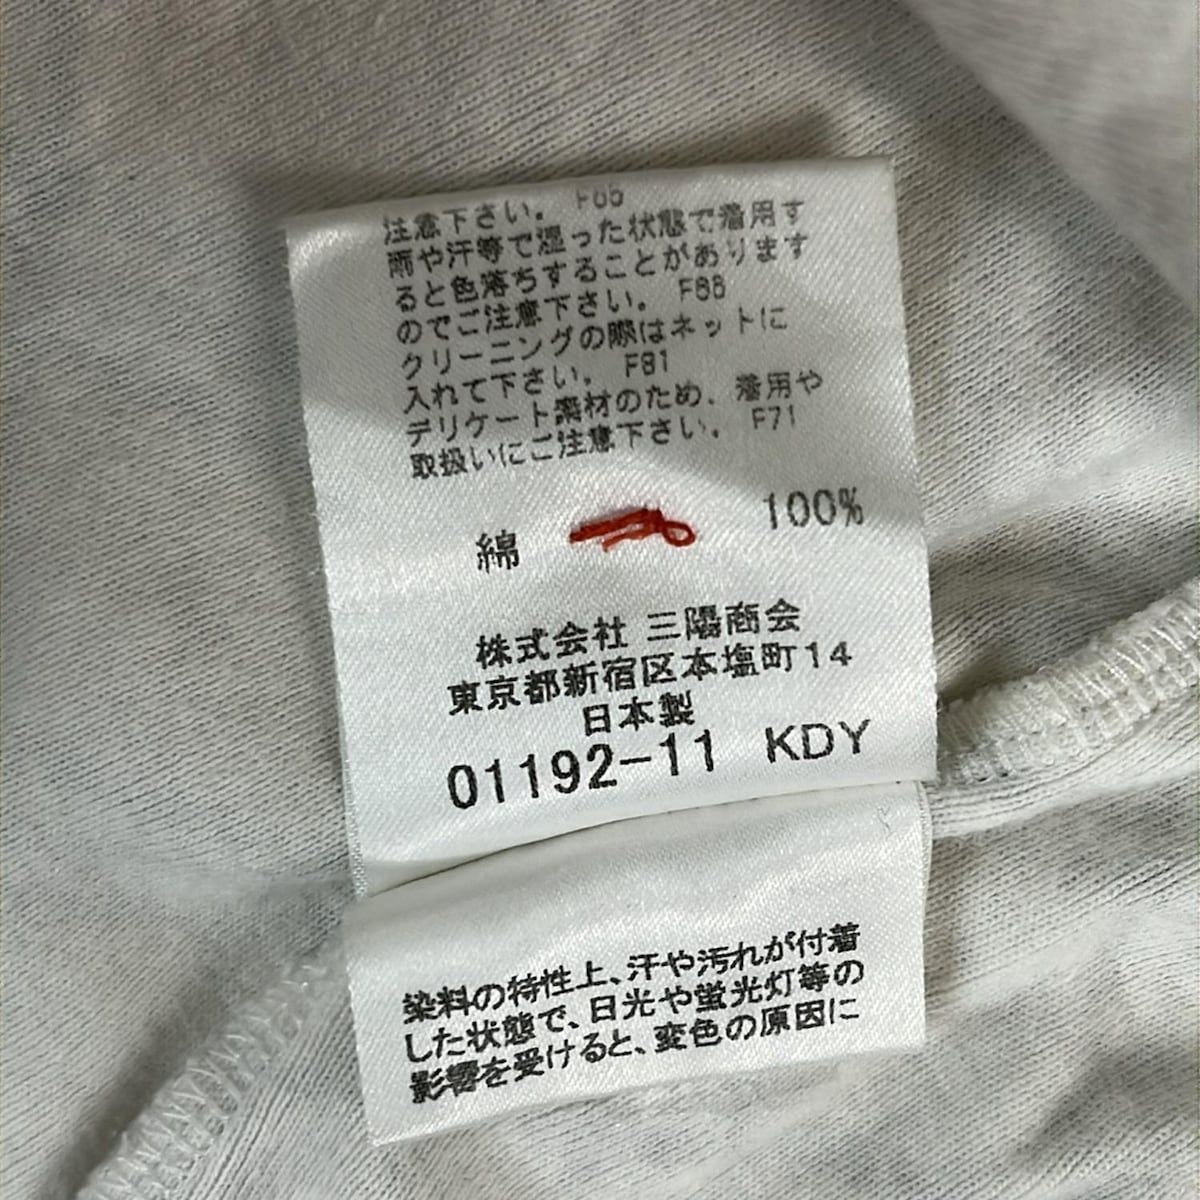 注意下さい。 F65
雨や汗等で湿った状態で着用す
ると色落ちすることがあります
のでご注意下さい。 F68
クリーニングの際はネットに
入れて下さい。 F81
デリケート素材のため、着用や
取扱いにご注意下さい。 F71
綿 100%
株式会社 三陽商会
東京都新宿区本塩町14
日本製
01192-11 KDY
染料の特性上、汗や汚れが付着
した状態で、日光や蛍光灯等の
影響を受けると、変色の原因に